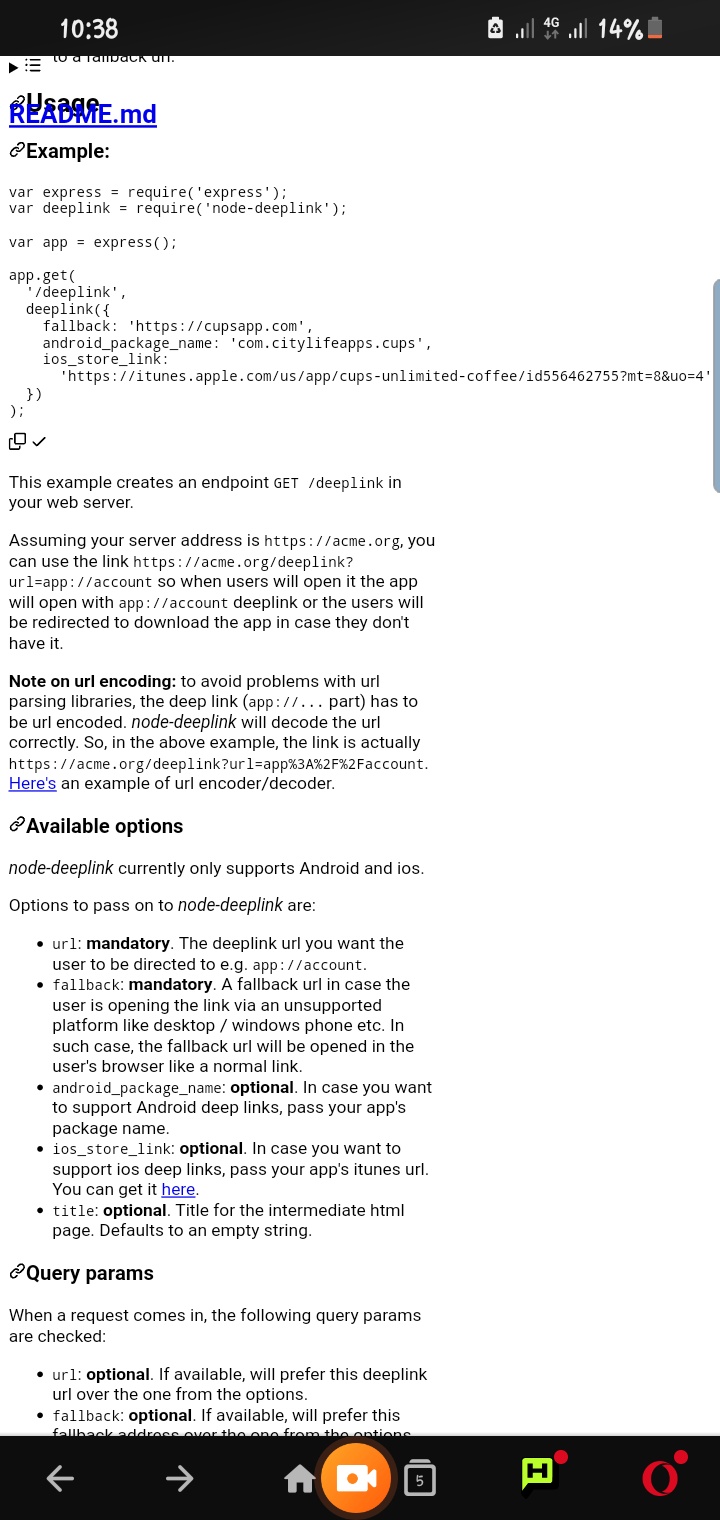 10:38
4G
14%
to a fallback url.
Usage
README.md
Example:
var express = require('express');
var deeplink = require('node-deeplink');
var app = express();
app.get(
'/deeplink',
deeplink({
fallback: 'https://cupsapp.com',
android_package_name: 'com.citylifeapps.cups',
ios_store_link:
'https://itunes.apple.com/us/app/cups-unlimited-coffee/id556462755?mt=8&uo=4'
})
);
This example creates an endpoint GET /deeplink in
your web server.
Assuming your server address is https://acme.org, you
can use the link https://acme.org/deeplink?
url=app://account so when users will open it the app
will open with app://account deeplink or the users will
be redirected to download the app in case they don't
have it.
Note on url encoding: to avoid problems with url
parsing libraries, the deep link (app://... part) has to
be url encoded. node-deeplink will decode the url
correctly. So, in the above example, the link is actually
https://acme.org/deeplink?url=app%3A%2F%2Faccount.
Here's an example of url encoder/decoder.
Available options
node-deeplink currently only supports Android and ios.
Options to pass on to node-deeplink are:
• url: mandatory. The deeplink url you want the
user to be directed to e.g. app://account.
• fallback: mandatory. A fallback url in case the
user is opening the link via an unsupported
platform like desktop / windows phone etc. In
such case, the fallback url will be opened in the
user's browser like a normal link.
• android_package_name: optional. In case you want
to support Android deep links, pass your app's
package name.
• ios_store_link: optional. In case you want to
support ios deep links, pass your app's itunes url.
You can get it here.
• title: optional. Title for the intermediate html
page. Defaults to an empty string.
Query params
When a request comes in, the following query params
are checked:
• url: optional. If available, will prefer this deeplink
url over the one from the options.
• fallback: optional. If available, will prefer this
fallback address over the one from the options.
5
H